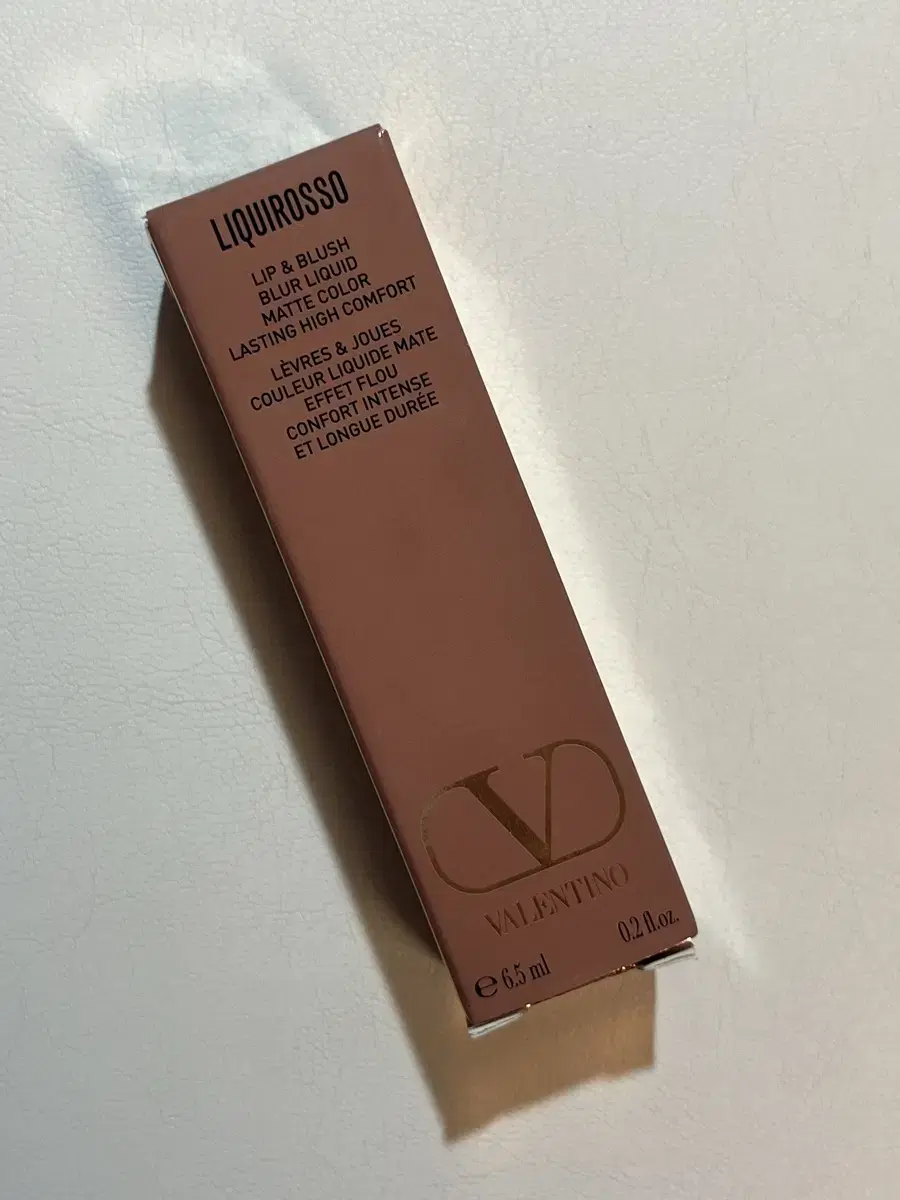 LIQUIROSSO
LIP & BLUSH
BLUR LIQUID
MATTE COLOR
LASTING HIGH COMFORT
LÈVRES & JOUES
COULEUR LIQUIDE MATE
EFFET FLOU
CONFORT INTENSE
ET LONGUE DURÉE
V
VALENTINO
℮ 6.5 ml
0.2 fl.oz.